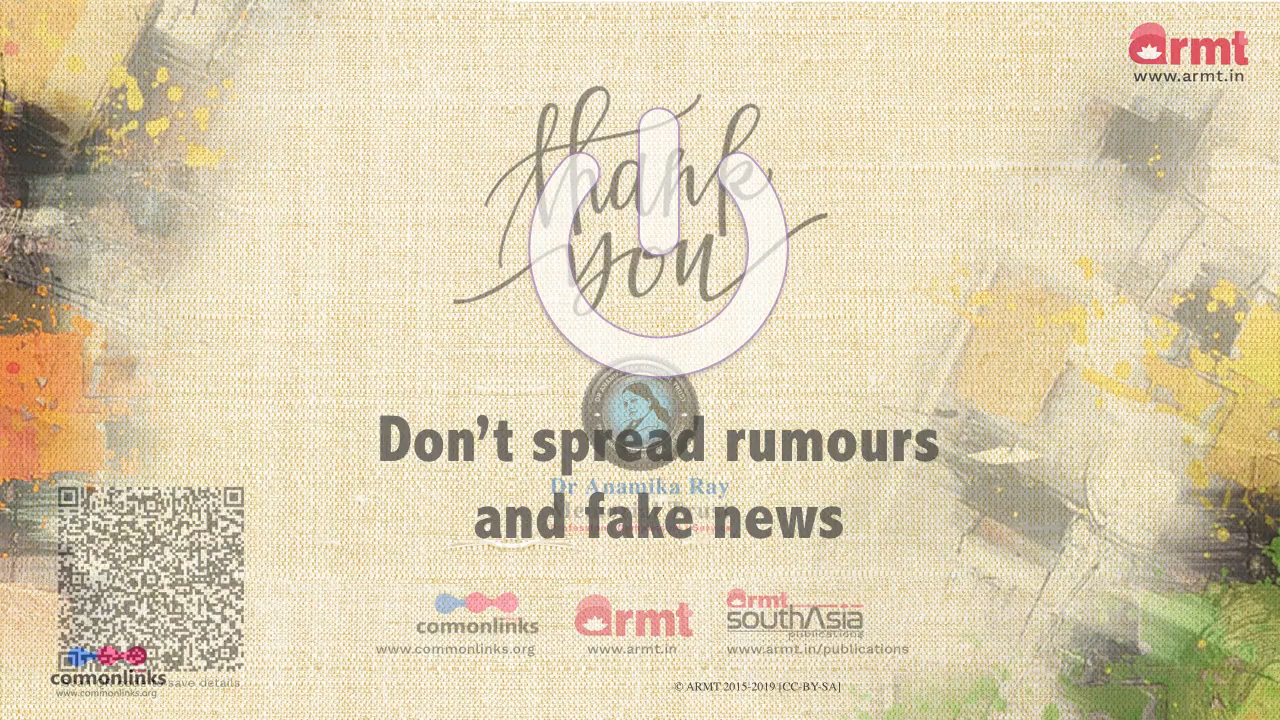 armt
www.armt.in
thank
you
Don't spread rumours
Dr Anamika Ray
and fake news
commonlinks
armt
armt
southAsia
publications
www.commonlinks.org
www.armt.in
www.armt.in/publications
commonlinks
save details
www.commonlinks.org
© ARMT 2015-2019 [CC-BY-SA]